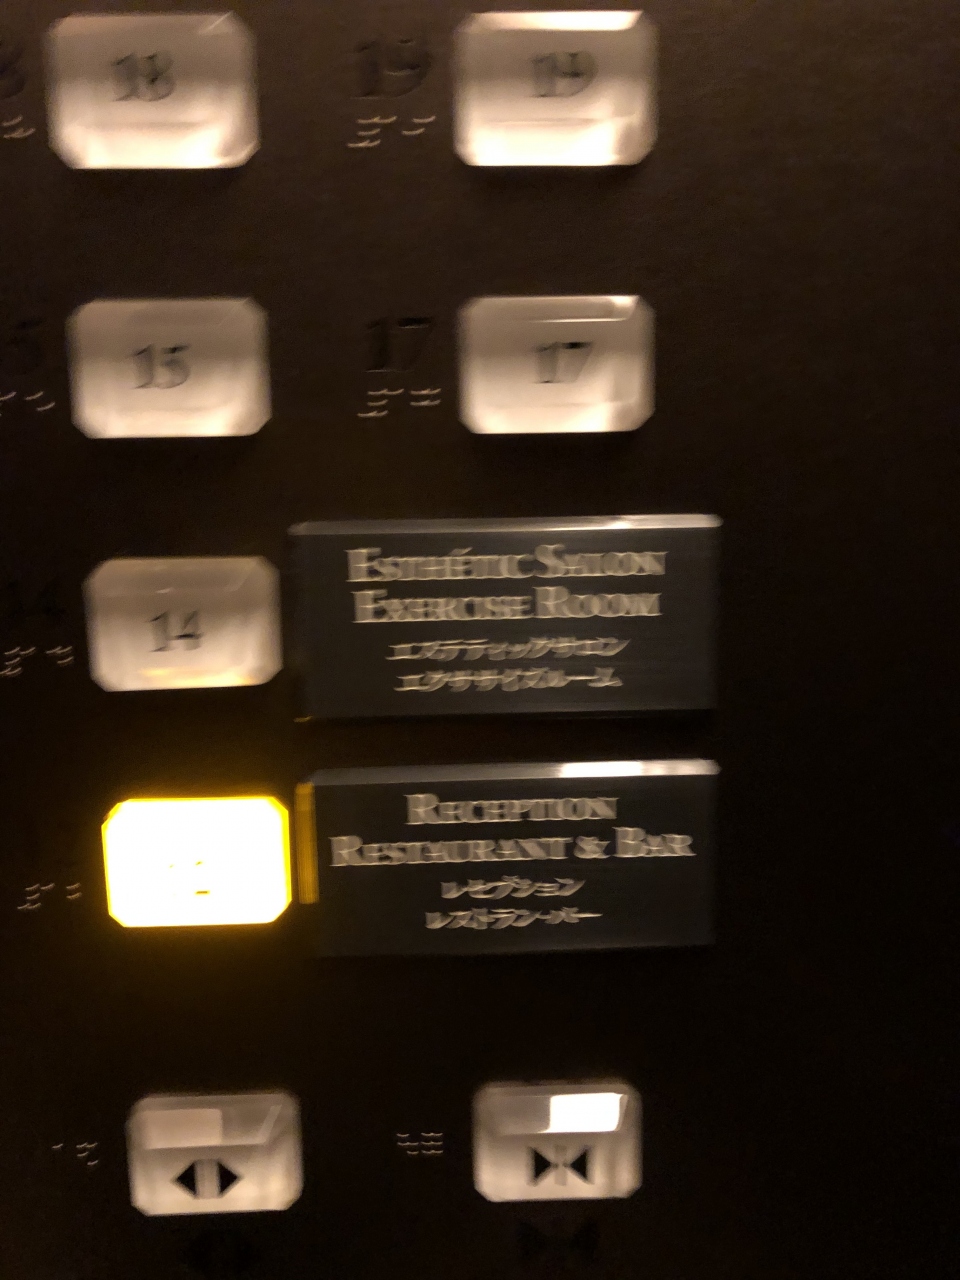 18
19
19
15
17
17
14
ESTHÉTIC SALOON
EXERCISE ROOM
エステティックサロン
エクササイズルーム
RECEPTION
RESTAURANT & BAR
レセプション
レストラン・バー